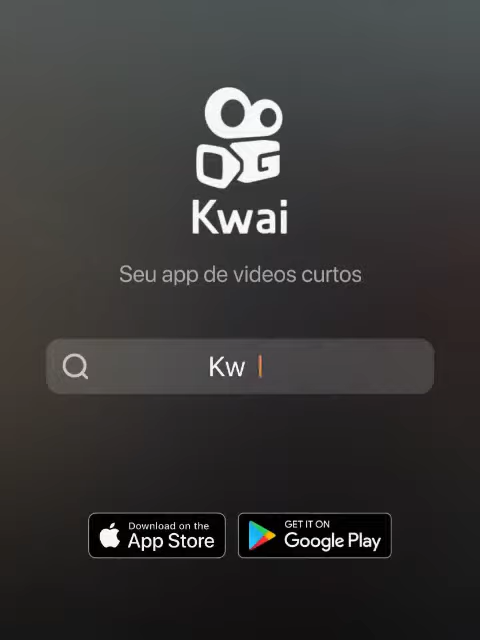 Kwai
Seu app de videos curtos
Kw
Download on the
App Store
GET IT ON
Google Play